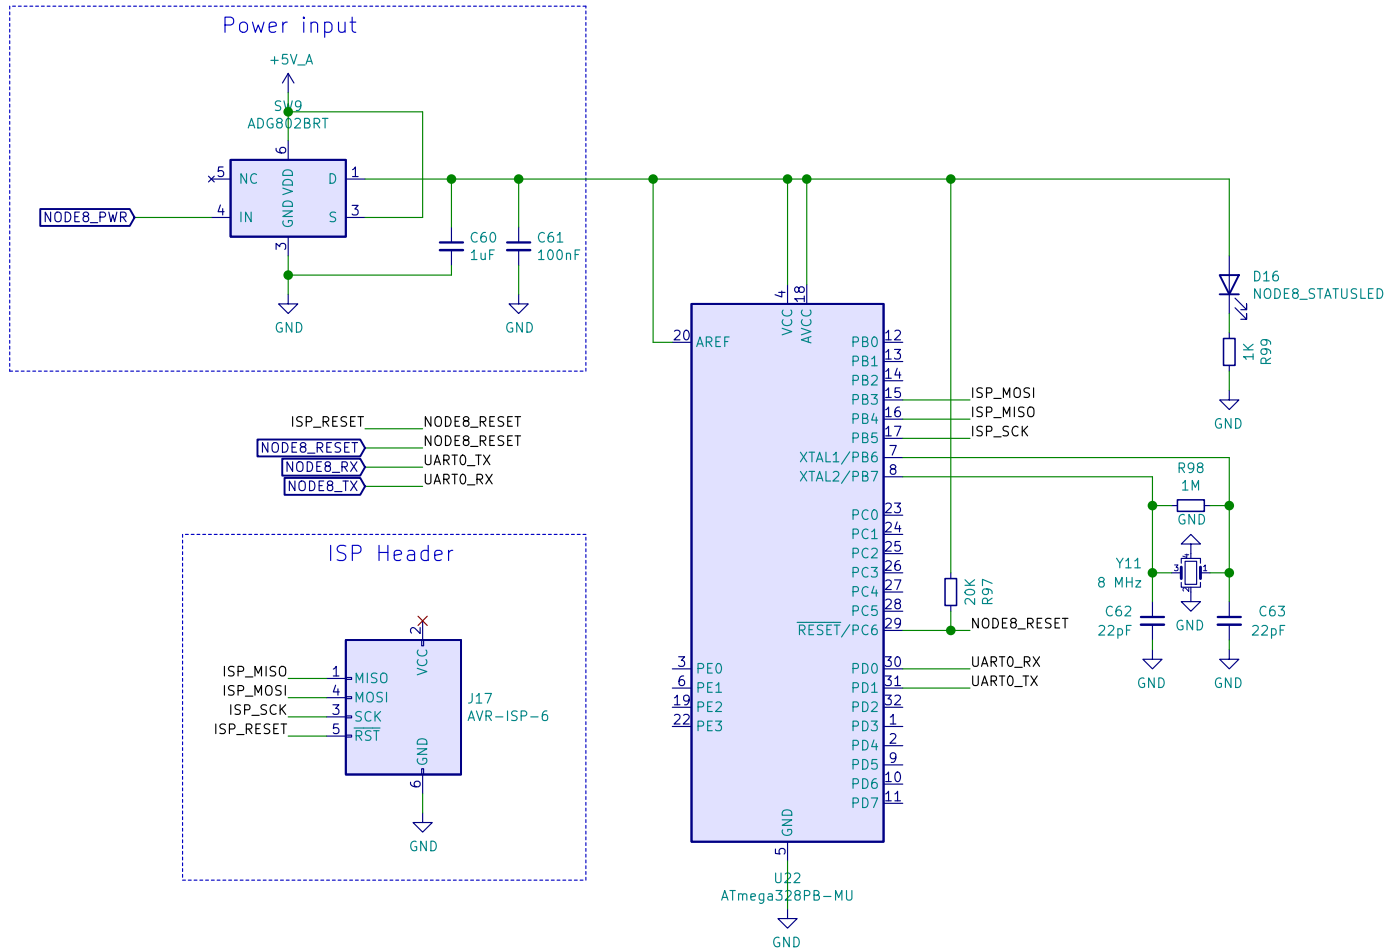 Power input
+5V_A
SW9
ADG802BRT
6
5
NC
VDD
D
1
NODE8_PWR
4
IN
GND
S
3
3
GND
C60
1uF
C61
100nF
GND
ISP_RESET
NODE8_RESET
NODE8_RESET
NODE8_RESET
NODE8_RX
UART0_TX
NODE8_TX
UART0_RX
ISP Header
2
VCC
ISP_MISO
1
MISO
ISP_MOSI
4
MOSI
ISP_SCK
3
SCK
ISP_RESET
5
RST
GND
6
J17
AVR-ISP-6
GND
4
VCC
18
AVCC
20
AREF
PB0
12
PB1
13
PB2
14
PB3
15
ISP_MOSI
PB4
16
ISP_MISO
PB5
17
ISP_SCK
XTAL1/PB6
7
XTAL2/PB7
8
PC0
23
PC1
24
PC2
25
PC3
26
PC4
27
PC5
28
RESET/PC6
29
NODE8_RESET
20K
R97
3
PE0
6
PE1
19
PE2
22
PE3
PD0
30
UART0_RX
PD1
31
UART0_TX
PD2
32
PD3
1
PD4
2
PD5
9
PD6
10
PD7
11
GND
5
U22
ATmega328PB-MU
GND
D16
NODE8_STATUSLED
1K
R99
GND
R98
1M
GND
Y11
8 MHz
4
3
1
2
GND
C62
22pF
GND
C63
22pF
GND